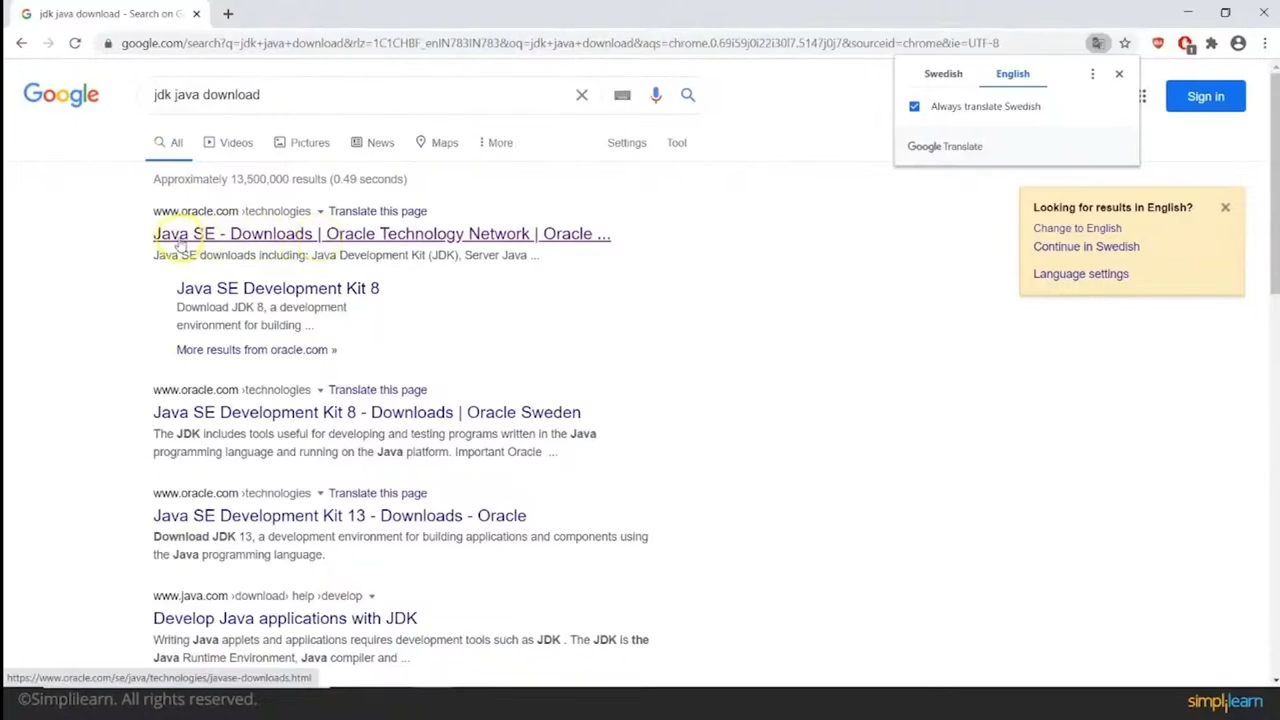 jdk java download - Search on G
google.com/search?q=jdk+java+download&rlz=1C1CHBF_enIN783IN783&oq=jdk+java+download&aqs=chrome.0.69i59j0i22i30l7.5147j0j7&sourceid=chrome&ie=UTF-8
Swedish English
Always translate Swedish
Google Translate
Google jdk java download
Sign in
All Videos Pictures News Maps More Settings Tool
Approximately 13,500,000 results (0.49 seconds)
www.oracle.com ›technologies Translate this page
Java SE - Downloads | Oracle Technology Network | Oracle ...
Java SE downloads including: Java Development Kit (JDK), Server Java ...
Java SE Development Kit 8
Download JDK 8, a development
environment for building ...
More results from oracle.com »
Looking for results in English?
Change to English
Continue in Swedish
Language settings
www.oracle.com ›technologies Translate this page
Java SE Development Kit 8 - Downloads | Oracle Sweden
The JDK includes tools useful for developing and testing programs written in the Java
programming language and running on the Java platform. Important Oracle ...
www.oracle.com ›technologies Translate this page
Java SE Development Kit 13 - Downloads - Oracle
Download JDK 13, a development environment for building applications and components using
the Java programming language.
www.java.com ›download› help ›develop
Develop Java applications with JDK
Writing Java applets and applications requires development tools such as JDK . The JDK is the
Java Runtime Environment, Java compiler and ...
https://www.oracle.com/se/java/technologies/javase-downloads.html
©Simplilearn. All rights reserved.
simplilearn